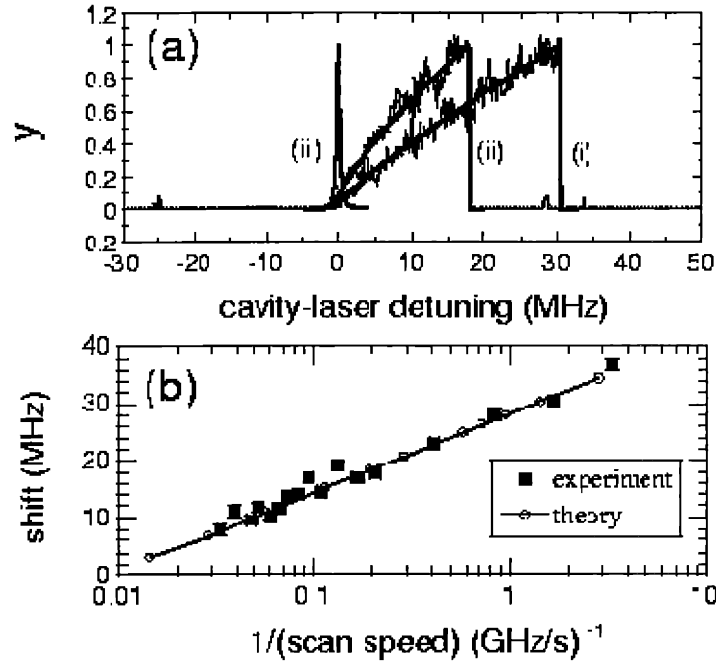 (a)
1.2
1
0.8
0.6
0.4
0.2
0
0.2
y
(ii)
(ii)
(i)
-30 -20 -10 0 10 20 30 40 50
cavity-laser detuning (MHz)
(b)
40
30
20
10
0
shift (MHz)
experiment
theory
0.01 0 1 1 10
1/(scan speed) (GHz/s)-1